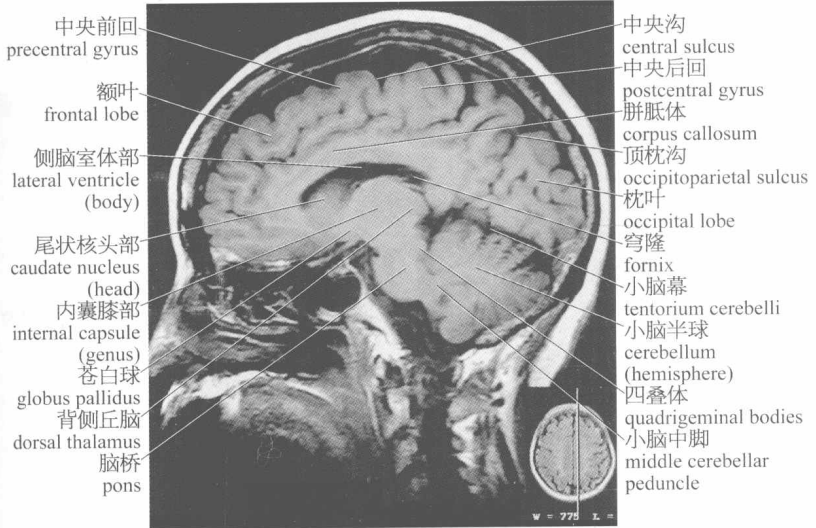 中央前回
precentral gyrus
额叶
frontal lobe
侧脑室体部
lateral ventricle
(body)
尾状核头部
caudate nucleus
(head)
内囊膝部
internal capsule
(genus)
苍白球
globus pallidus
背侧丘脑
dorsal thalamus
脑桥
pons
中央沟
central sulcus
中央后回
postcentral gyrus
胼胝体
corpus callosum
顶枕沟
occipitoparietal sulcus
枕叶
occipital lobe
穹隆
fornix
小脑幕
tentorium cerebelli
小脑半球
cerebellum
(hemisphere)
四叠体
quadrigeminal bodies
小脑中脚
middle cerebellar
peduncle
W = 775 L =